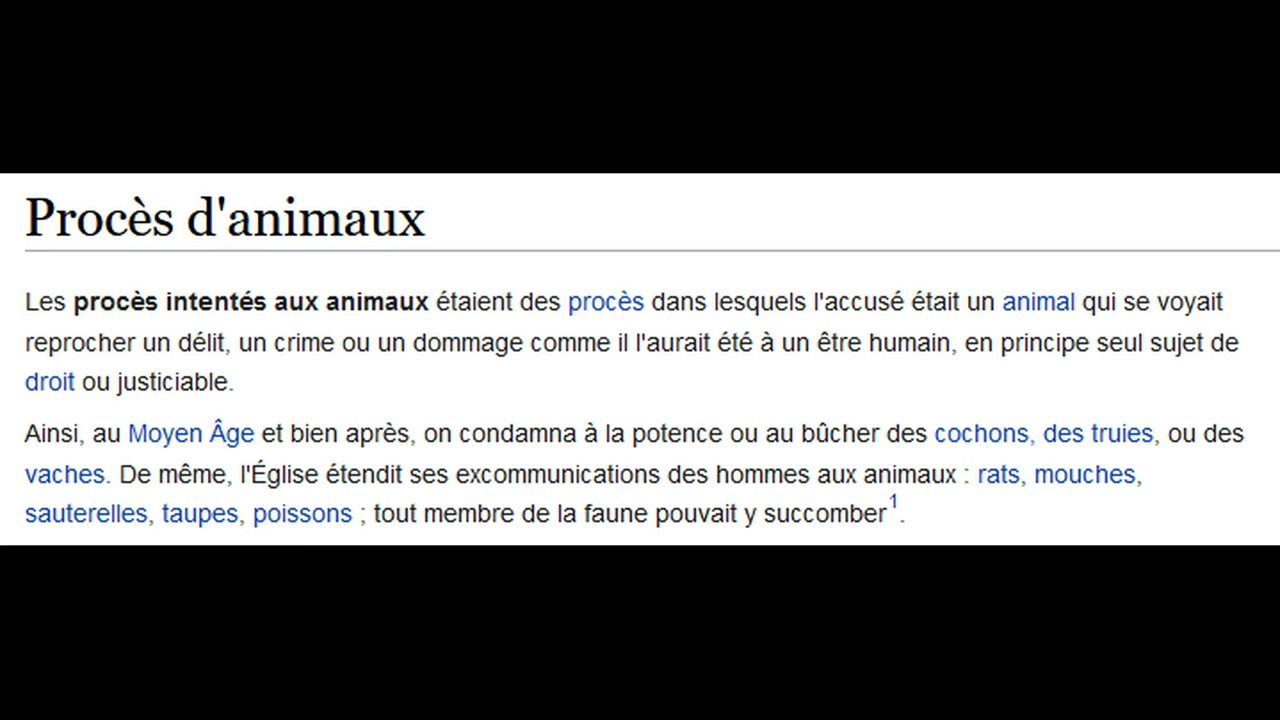 Procès d'animaux
Les procès intentés aux animaux étaient des procès dans lesquels l'accusé était un animal qui se voyait
reprocher un délit, un crime ou un dommage comme il l'aurait été à un être humain, en principe seul sujet de
droit ou justiciable.
Ainsi, au Moyen Âge et bien après, on condamna à la potence ou au bûcher des cochons, des truies, ou des
vaches. De même, l'Église étendit ses excommunications des hommes aux animaux : rats, mouches,
sauterelles, taupes, poissons ; tout membre de la faune pouvait y succomber1.